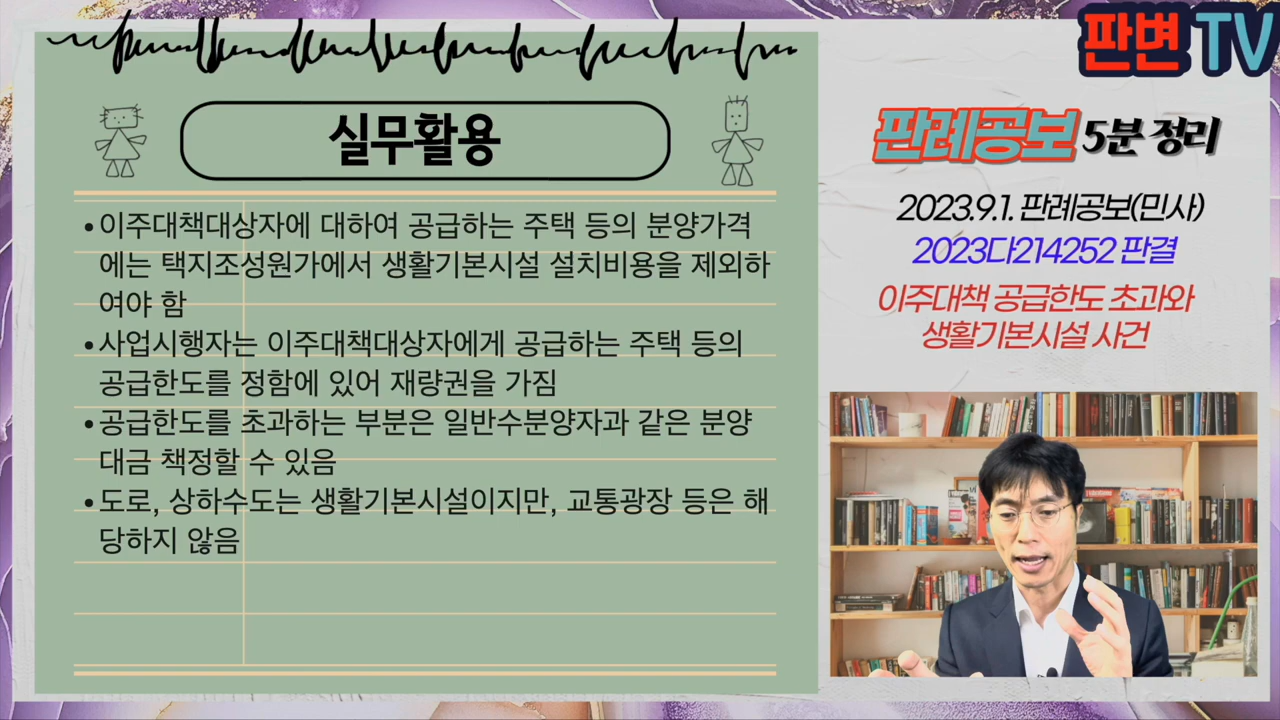 판변 TV
실무활용
• 이주대책대상자에 대하여 공급하는 주택 등의 분양가격
에는 택지조성원가에서 생활기본시설 설치비용을 제외하
여야 함
• 사업시행자는 이주대책대상자에게 공급하는 주택 등의
공급한도를 정함에 있어 재량권을 가짐
• 공급한도를 초과하는 부분은 일반수분양자과 같은 분양
대금 책정할 수 있음
• 도로, 상하수도는 생활기본시설이지만, 교통광장 등은 해
당하지 않음
판례공보 5분 정리
2023.9.1. 판례공보(민사)
2023다214252 판결
이주대책 공급한도 초과와
생활기본시설 사건